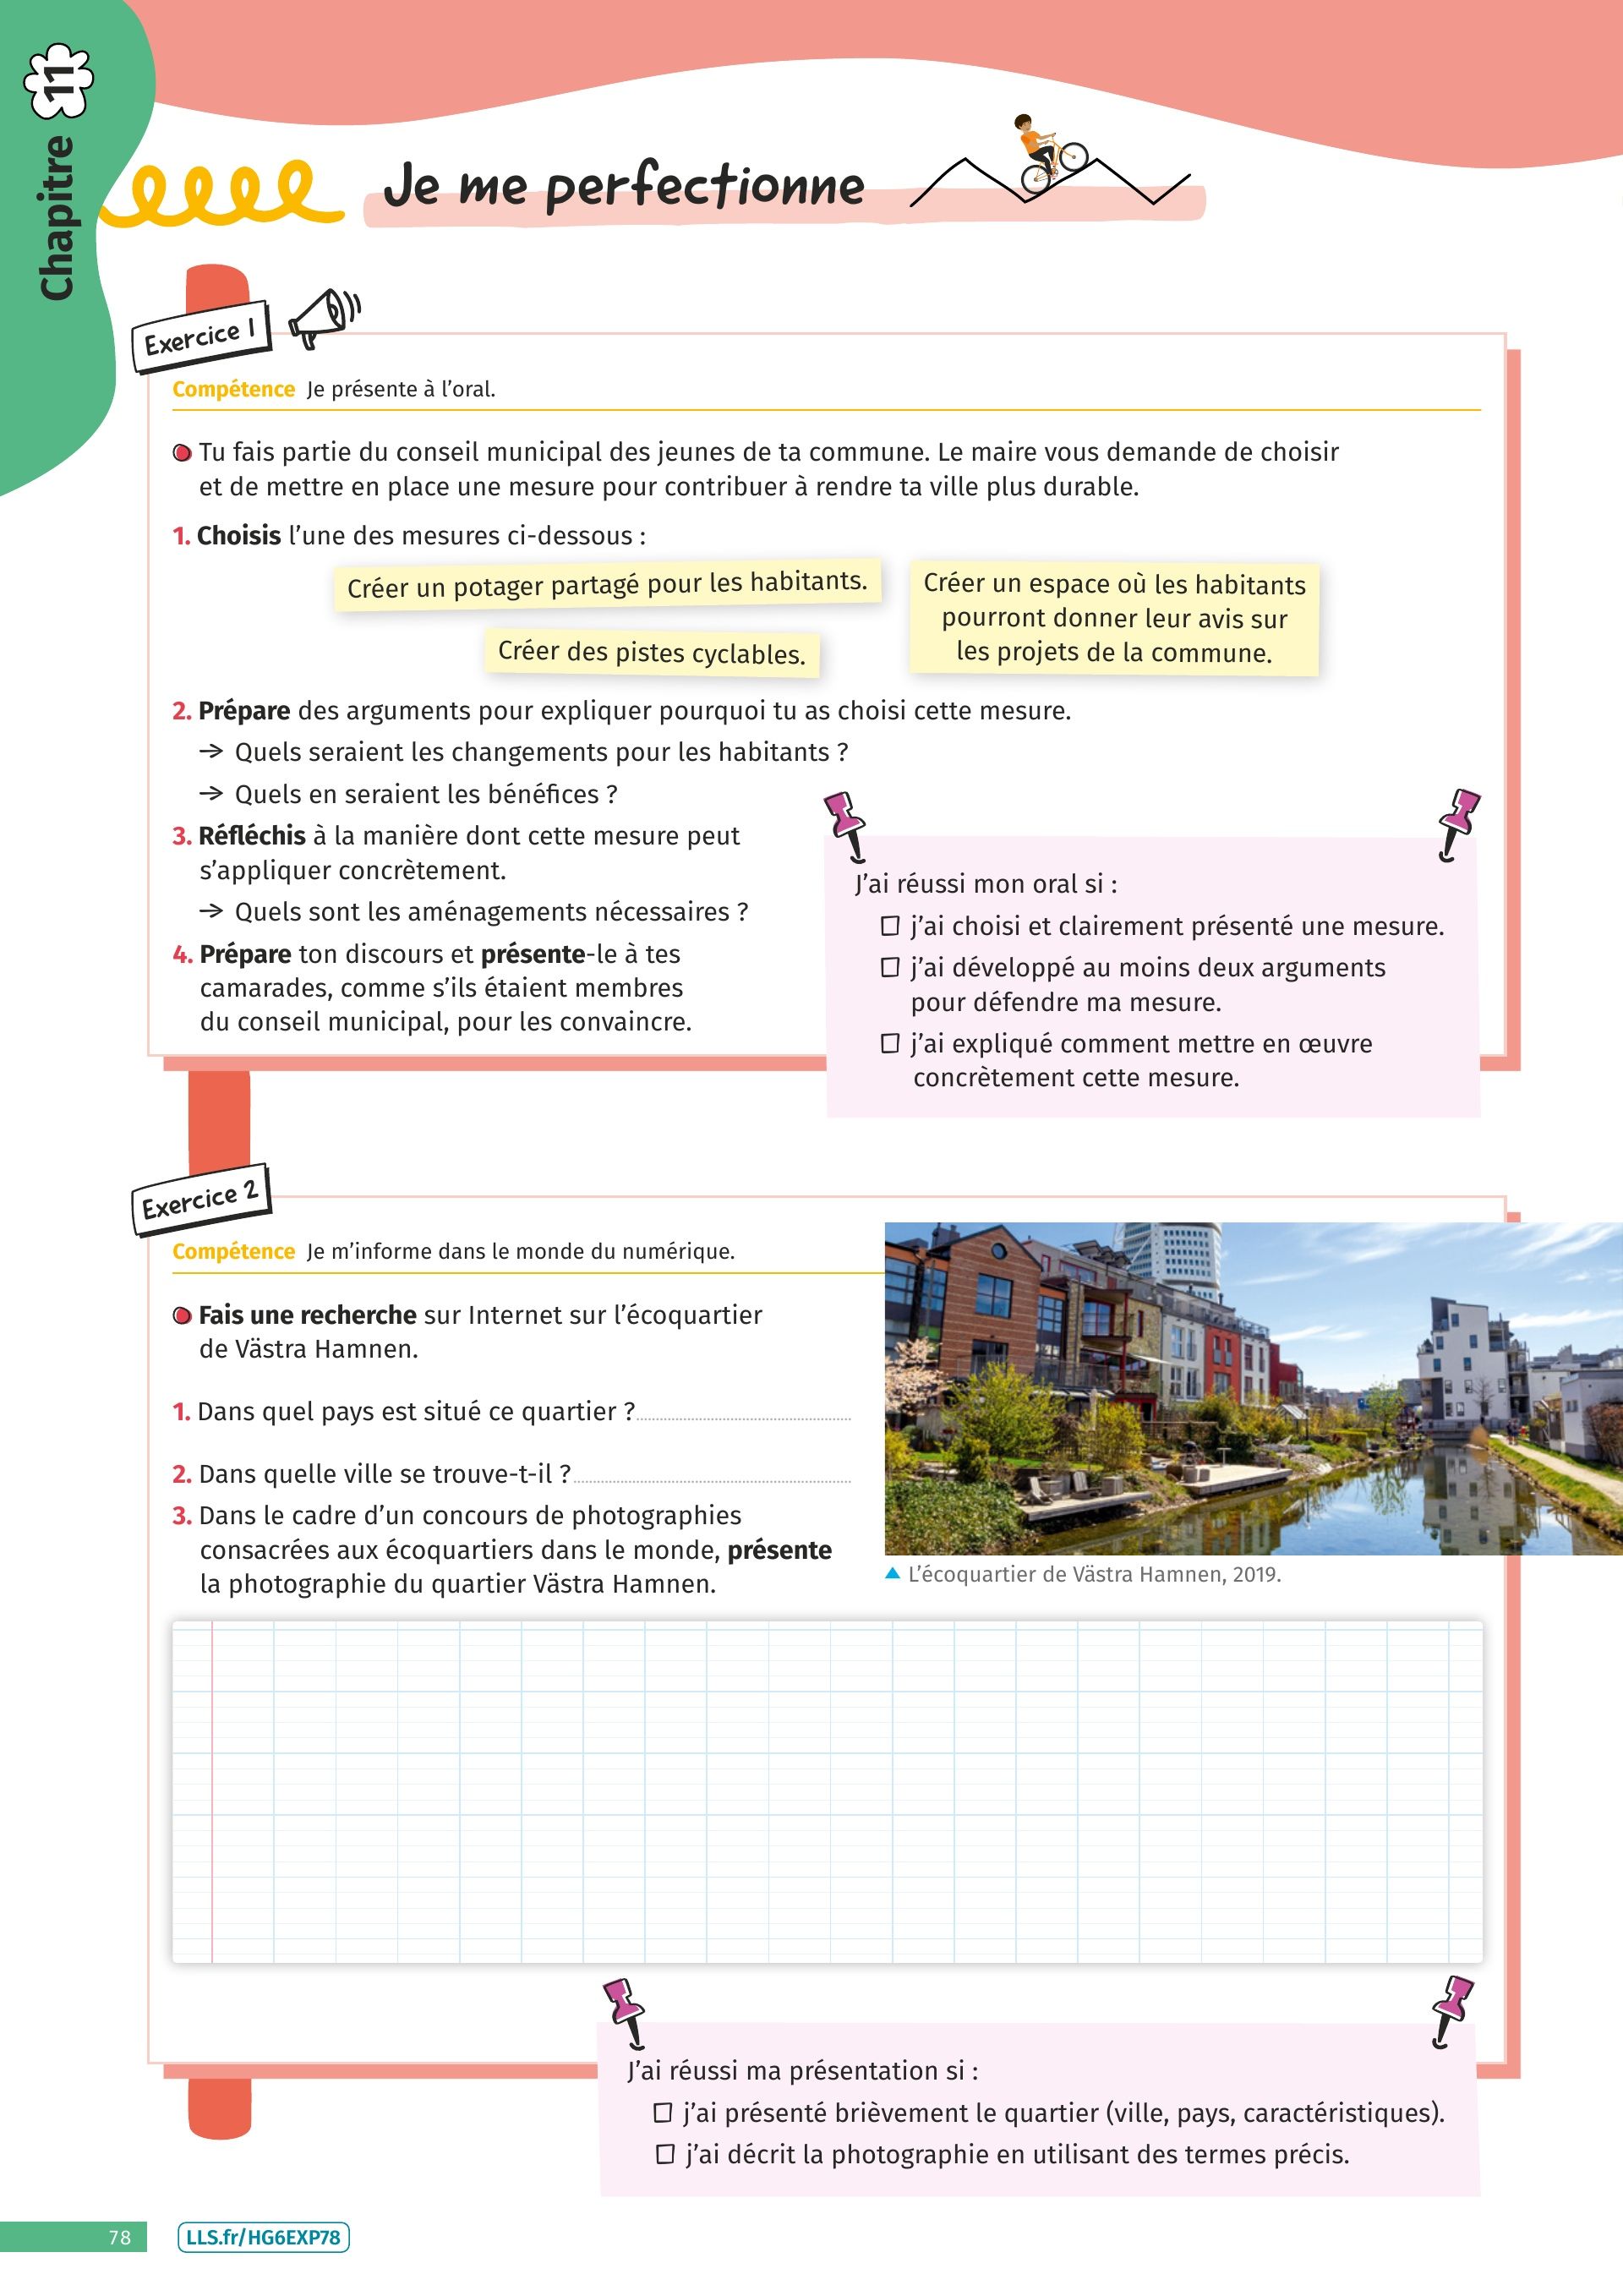 Chapitre 11
Je me perfectionne
Exercice 1
Compétence Je présente à l'oral.
Tu fais partie du conseil municipal des jeunes de ta commune. Le maire vous demande de choisir
et de mettre en place une mesure pour contribuer à rendre ta ville plus durable.
1. Choisis l'une des mesures ci-dessous :
Créer un potager partagé pour les habitants.
Créer des pistes cyclables.
Créer un espace où les habitants
pourront donner leur avis sur
les projets de la commune.
2. Prépare des arguments pour expliquer pourquoi tu as choisi cette mesure.
→ Quels seraient les changements pour les habitants ?
→ Quels en seraient les bénéfices ?
3. Réfléchis à la manière dont cette mesure peut
s'appliquer concrètement.
→ Quels sont les aménagements nécessaires ?
4. Prépare ton discours et présente-le à tes
camarades, comme s'ils étaient membres
du conseil municipal, pour les convaincre.
J'ai réussi mon oral si :
j'ai choisi et clairement présenté une mesure.
j'ai développé au moins deux arguments
pour défendre ma mesure.
j'ai expliqué comment mettre en œuvre
concrètement cette mesure.
Exercice 2
Compétence Je m'informe dans le monde du numérique.
Fais une recherche sur Internet sur l'écoquartier
de Västra Hamnen.
1. Dans quel pays est situé ce quartier ?
2. Dans quelle ville se trouve-t-il ?
3. Dans le cadre d'un concours de photographies
consacrées aux écoquartiers dans le monde, présente
la photographie du quartier Västra Hamnen.
L'écoquartier de Västra Hamnen, 2019.
J'ai réussi ma présentation si :
j'ai présenté brièvement le quartier (ville, pays, caractéristiques).
j'ai décrit la photographie en utilisant des termes précis.
78
LLS.fr/HG6EXP78